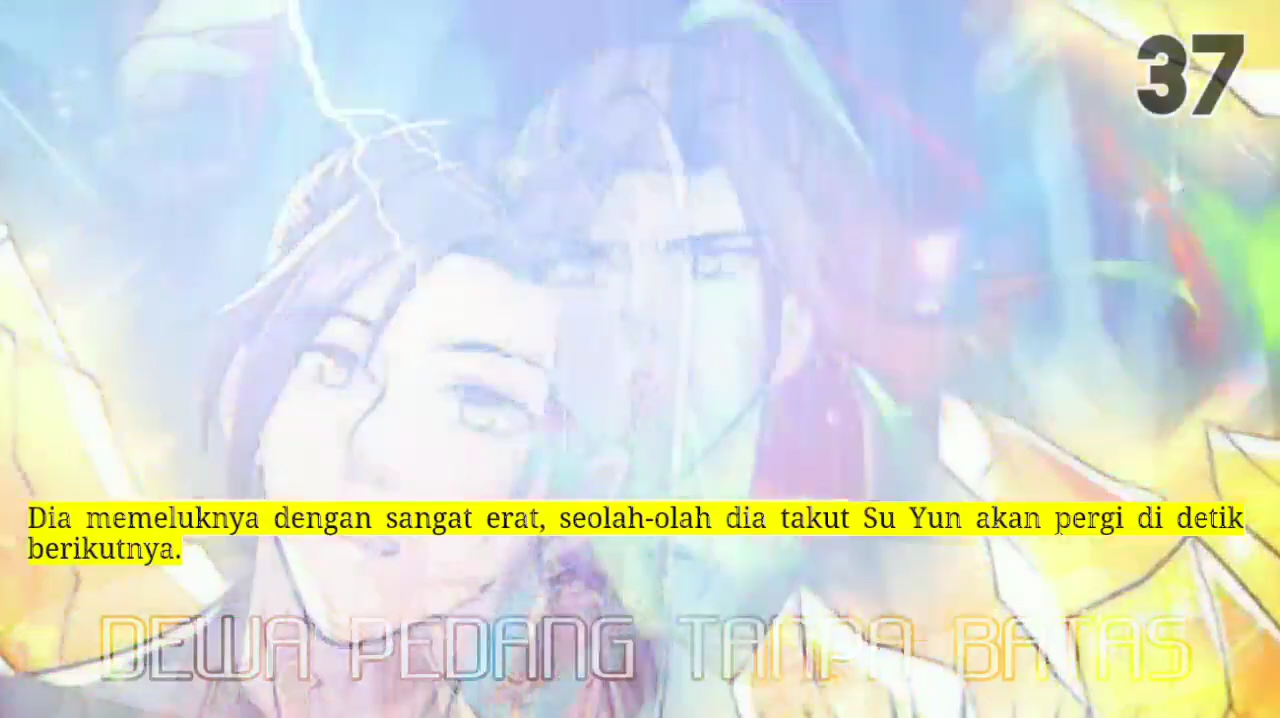 37
Dia memeluknya dengan sangat erat, seolah-olah dia takut Su Yun akan pergi di detik
berikutnya.
DEWA PEDANG TANPA BATAS